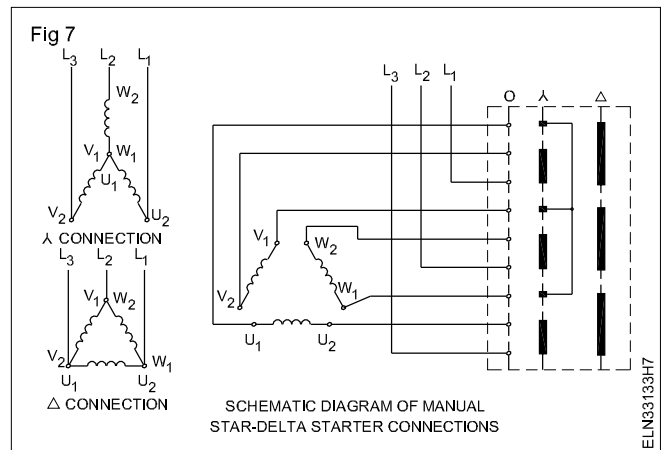 Fig 7
L3 L2 L1
W2
V1 W1
U1
V2 U2
⅄ CONNECTION
L3 L2 L1
V1 W2
V2 W1
U1 U2
△ CONNECTION
L3 L2 L1
O ⅄ △
V1 W2
V2 W1
U1 U2
SCHEMATIC DIAGRAM OF MANUAL
STAR-DELTA STARTER CONNECTIONS
ELN33133H7